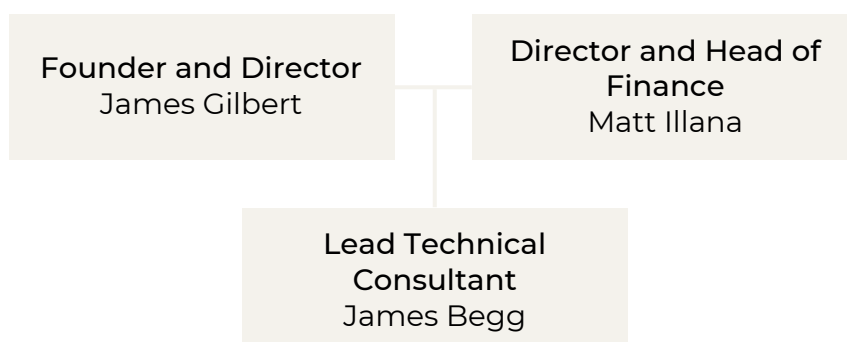 Founder and Director
James Gilbert
Director and Head of
Finance
Matt Illana
Lead Technical
Consultant
James Begg